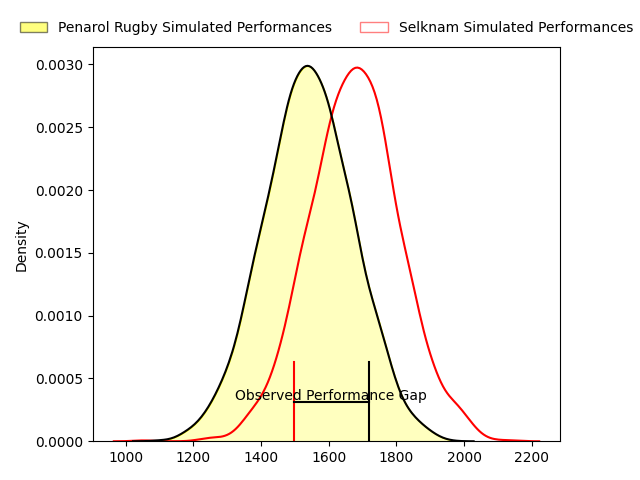 Penarol Rugby Simulated Performances
Selknam Simulated Performances
Density
0.0030
0.0025
0.0020
0.0015
0.0010
0.0005
0.0000
Observed Performance Gap
1000 1200 1400 1600 1800 2000 2200